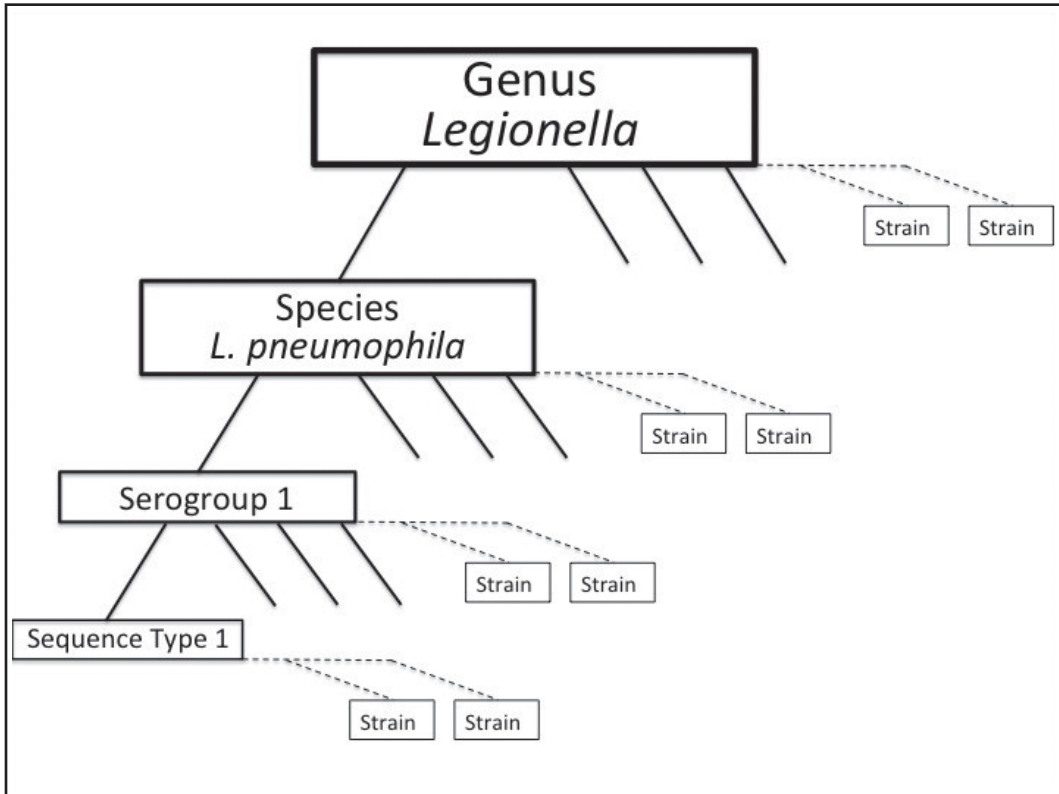 Genus
Legionella
Strain
Strain
Species
L. pneumophila
Strain
Strain
Serogroup 1
Strain
Strain
Sequence Type 1
Strain
Strain